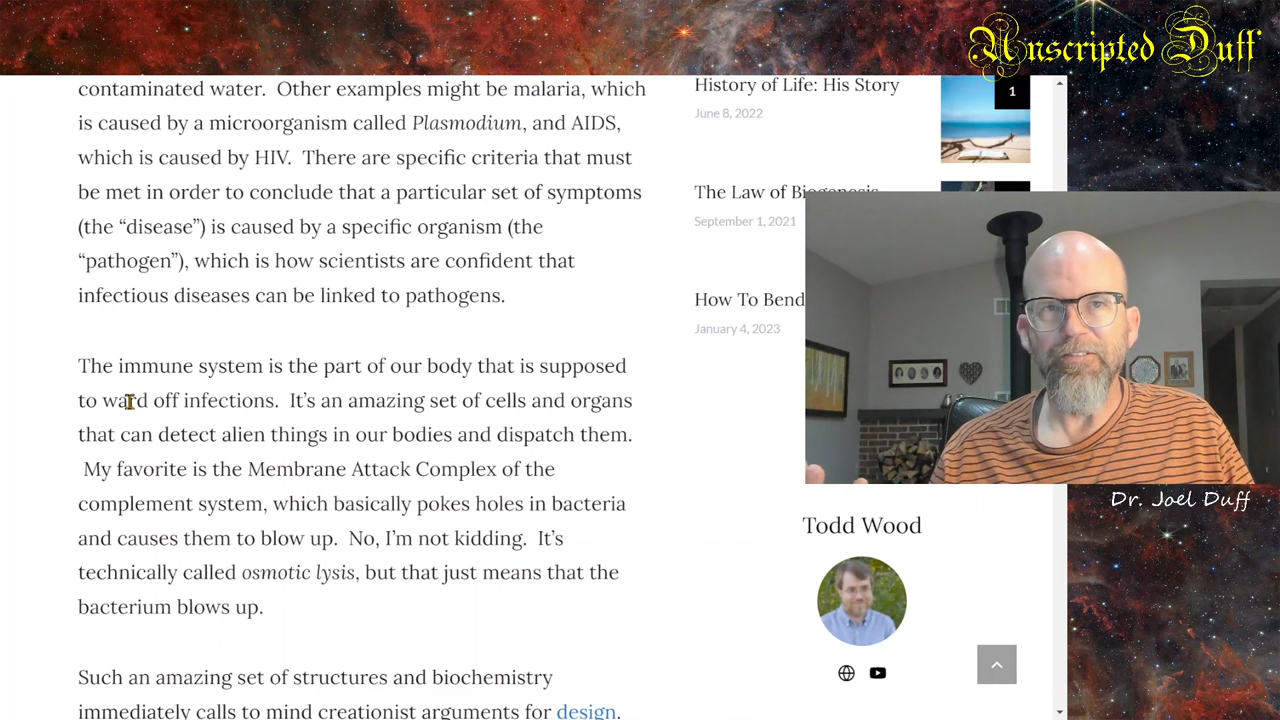 Unscripted Duff
contaminated water.  Other examples might be malaria, which
is caused by a microorganism called Plasmodium, and AIDS,
which is caused by HIV.  There are specific criteria that must
be met in order to conclude that a particular set of symptoms
(the “disease”) is caused by a specific organism (the
“pathogen”), which is how scientists are confident that
infectious diseases can be linked to pathogens.
The immune system is the part of our body that is supposed
to ward off infections.  It’s an amazing set of cells and organs
that can detect alien things in our bodies and dispatch them.
My favorite is the Membrane Attack Complex of the
complement system, which basically pokes holes in bacteria
and causes them to blow up.  No, I’m not kidding.  It’s
technically called osmotic lysis, but that just means that the
bacterium blows up.
Such an amazing set of structures and biochemistry
immediately calls to mind creationist arguments for design.
History of Life: His Story
June 8, 2022
1
The Law of Biogenesis
September 1, 2021
How To Bend
January 4, 2023
Dr. Joel Duff
Todd Wood